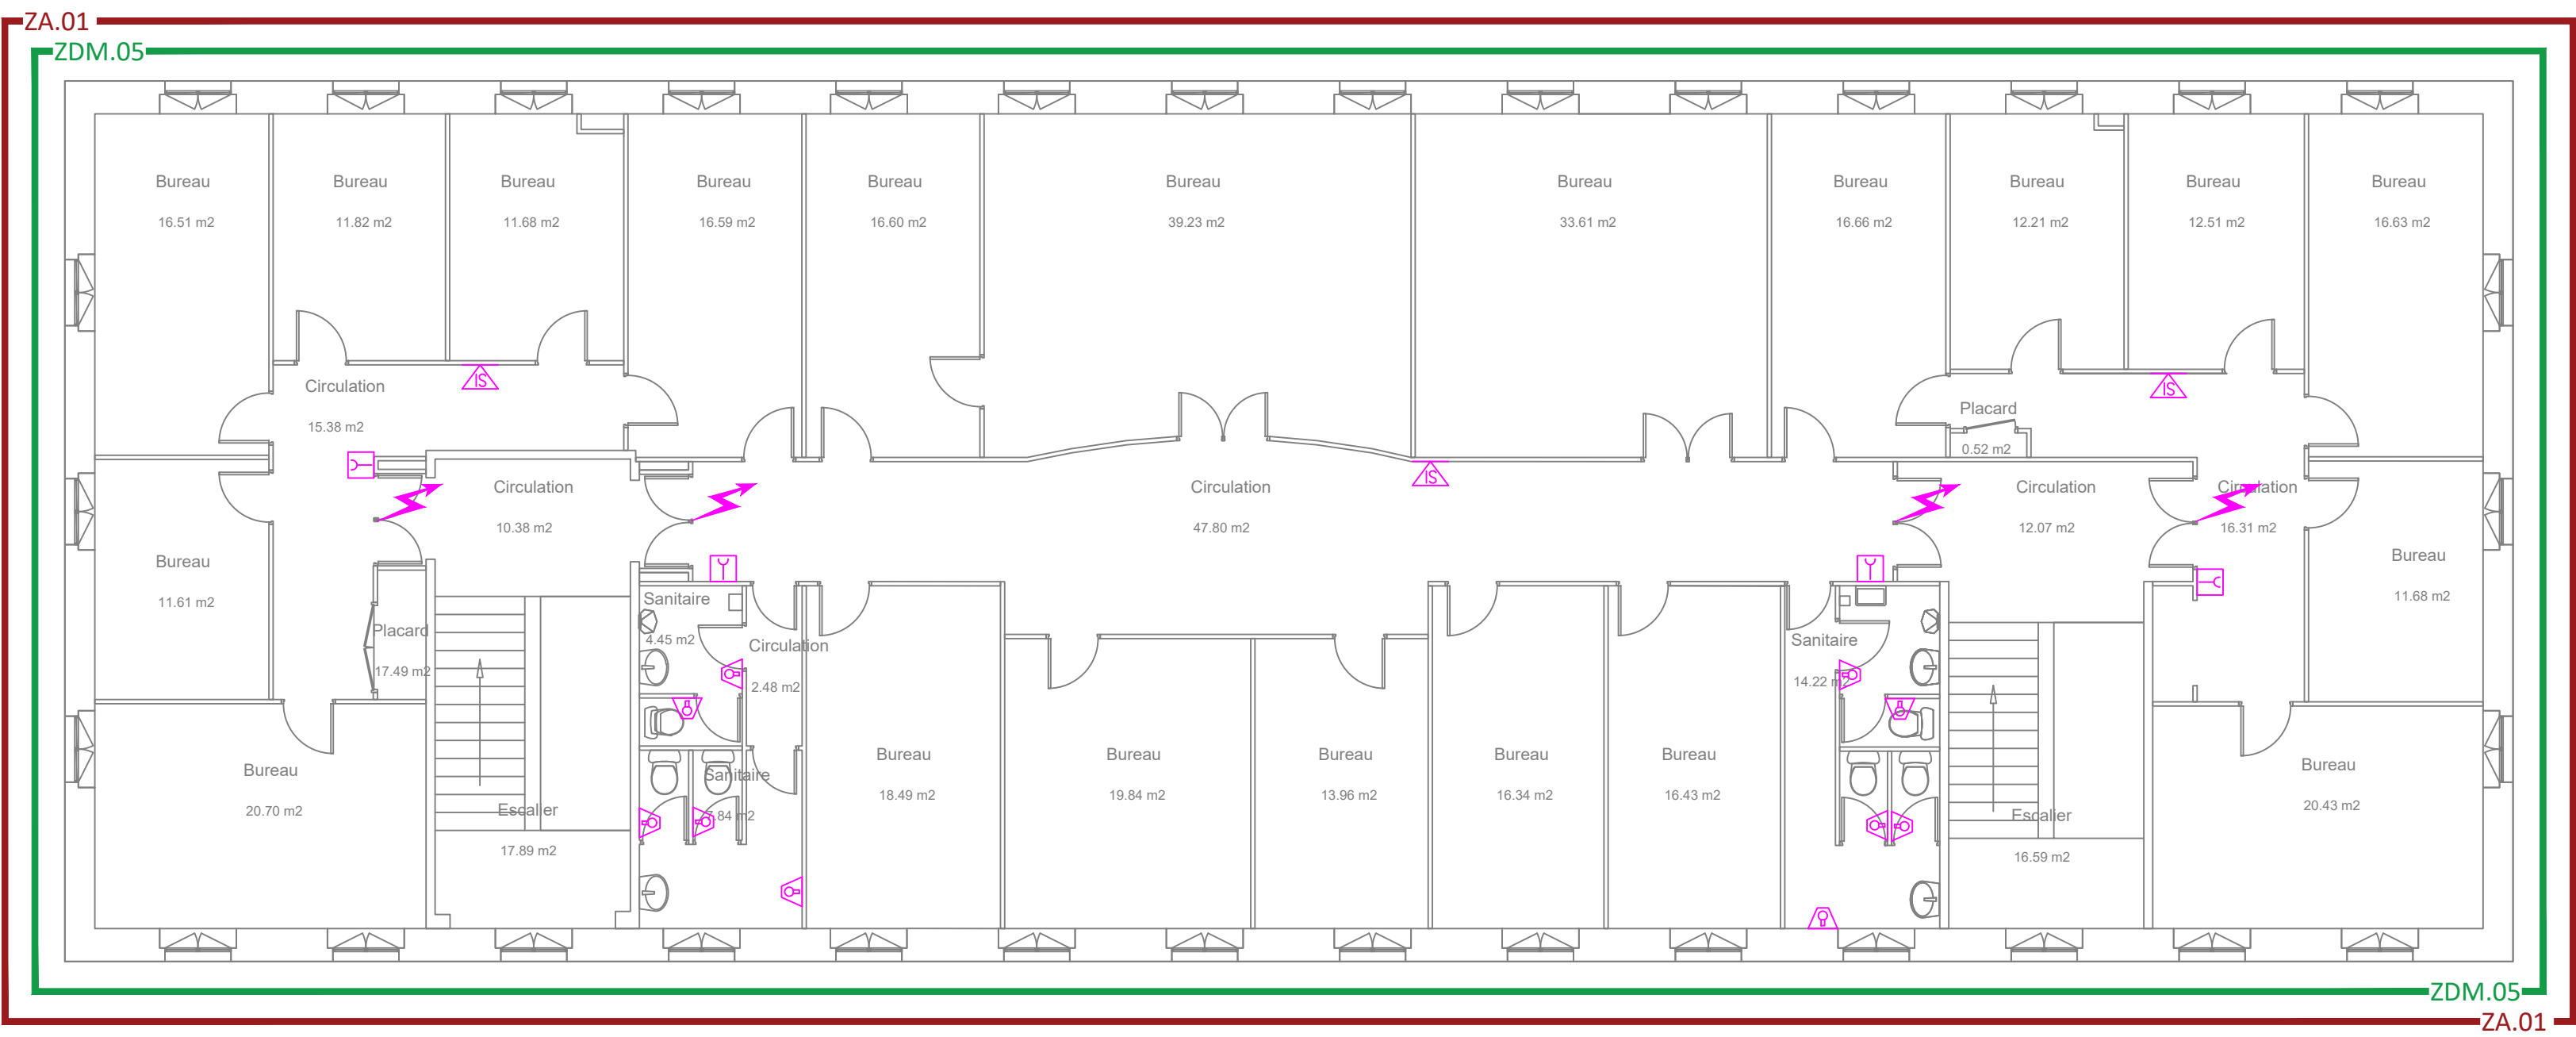 ZA.01
ZDM.05
Bureau
16.51 m2
Bureau
11.82 m2
Bureau
11.68 m2
Bureau
16.59 m2
Bureau
16.60 m2
Bureau
39.23 m2
Bureau
33.61 m2
Bureau
16.66 m2
Bureau
12.21 m2
Bureau
12.51 m2
Bureau
16.63 m2
IS
Circulation
15.38 m2
IS
Placard
0.52 m2
IS
Circulation
10.38 m2
Circulation
47.80 m2
Circulation
12.07 m2
Circulation
16.31 m2
Bureau
11.61 m2
Bureau
11.68 m2
Placard
17.49 m2
Sanitaire
4.45 m2
Circulation
2.48 m2
Sanitaire
14.22 m2
Bureau
20.70 m2
Escalier
17.89 m2
Sanitaire
7.84 m2
Bureau
18.49 m2
Bureau
19.84 m2
Bureau
13.96 m2
Bureau
16.34 m2
Bureau
16.43 m2
Escalier
16.59 m2
Bureau
20.43 m2
ZDM.05
ZA.01